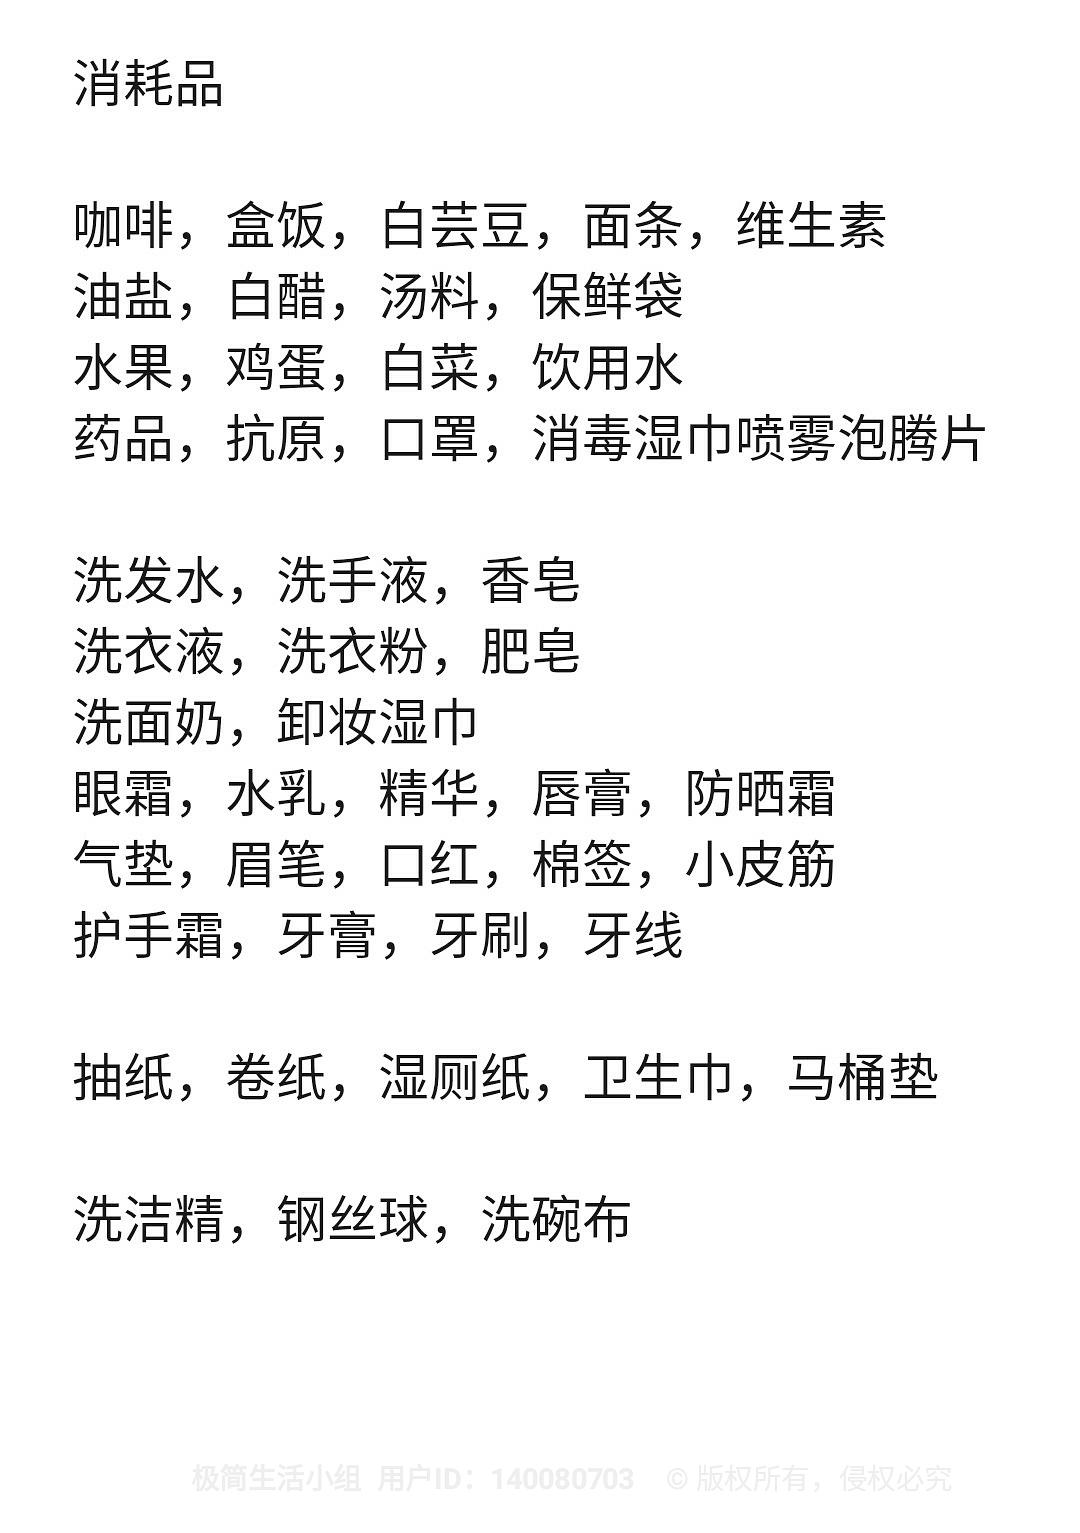 消耗品
咖啡，盒饭，白芸豆，面条，维生素
油盐，白醋，汤料，保鲜袋
水果，鸡蛋，白菜，饮用水
药品，抗原，口罩，消毒湿巾喷雾泡腾片
洗发水，洗手液，香皂
洗衣液，洗衣粉，肥皂
洗面奶，卸妆湿巾
眼霜，水乳，精华，唇膏，防晒霜
气垫，眉笔，口红，棉签，小皮筋
护手霜，牙膏，牙刷，牙线
抽纸，卷纸，湿厕纸，卫生巾，马桶垫
洗洁精，钢丝球，洗碗布
极简生活小组 用户ID：140080703 © 版权所有，侵权必究